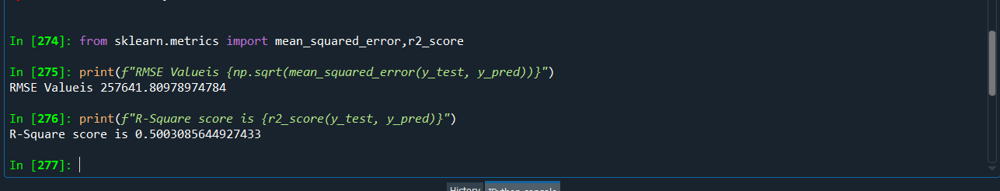 In [274]: from sklearn.metrics import mean_squared_error,r2_score
In [275]: print(f"RMSE Valueis {np.sqrt(mean_squared_error(y_test, y_pred))}")
RMSE Valueis 257641.80978974784
In [276]: print(f"R-Square score is {r2_score(y_test, y_pred)}")
R-Square score is 0.5003085644927433
In [277]:
History IPython console